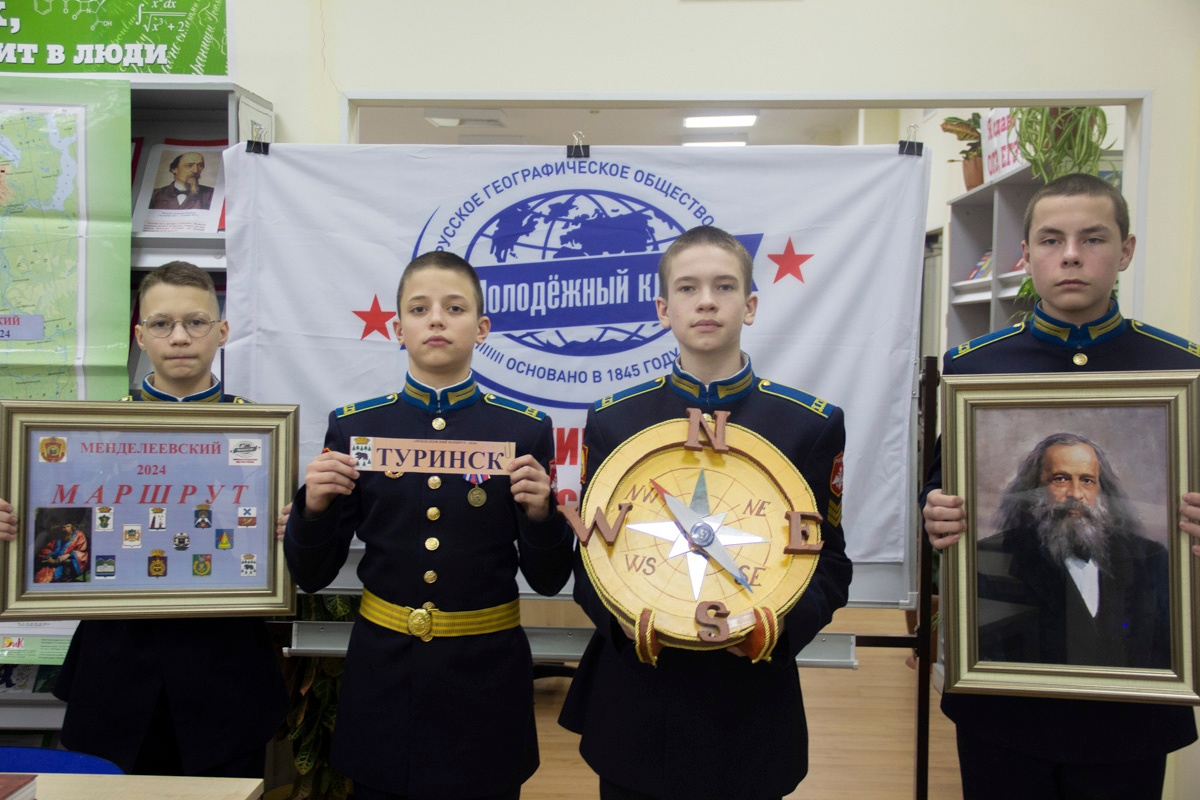 ИТ В ЛЮДИ
РУССКОЕ ГЕОГРАФИЧЕСКОЕ ОБЩЕСТВО
МОЛОДЁЖНЫЙ КЛ
ОСНОВАНО В 1845 ГОДУ
МЕНДЕЛЕЕВСКИЙ
2024
МАРШРУТ
ТУРИНСК
N
NW
NE
W
E
WS
SE
S